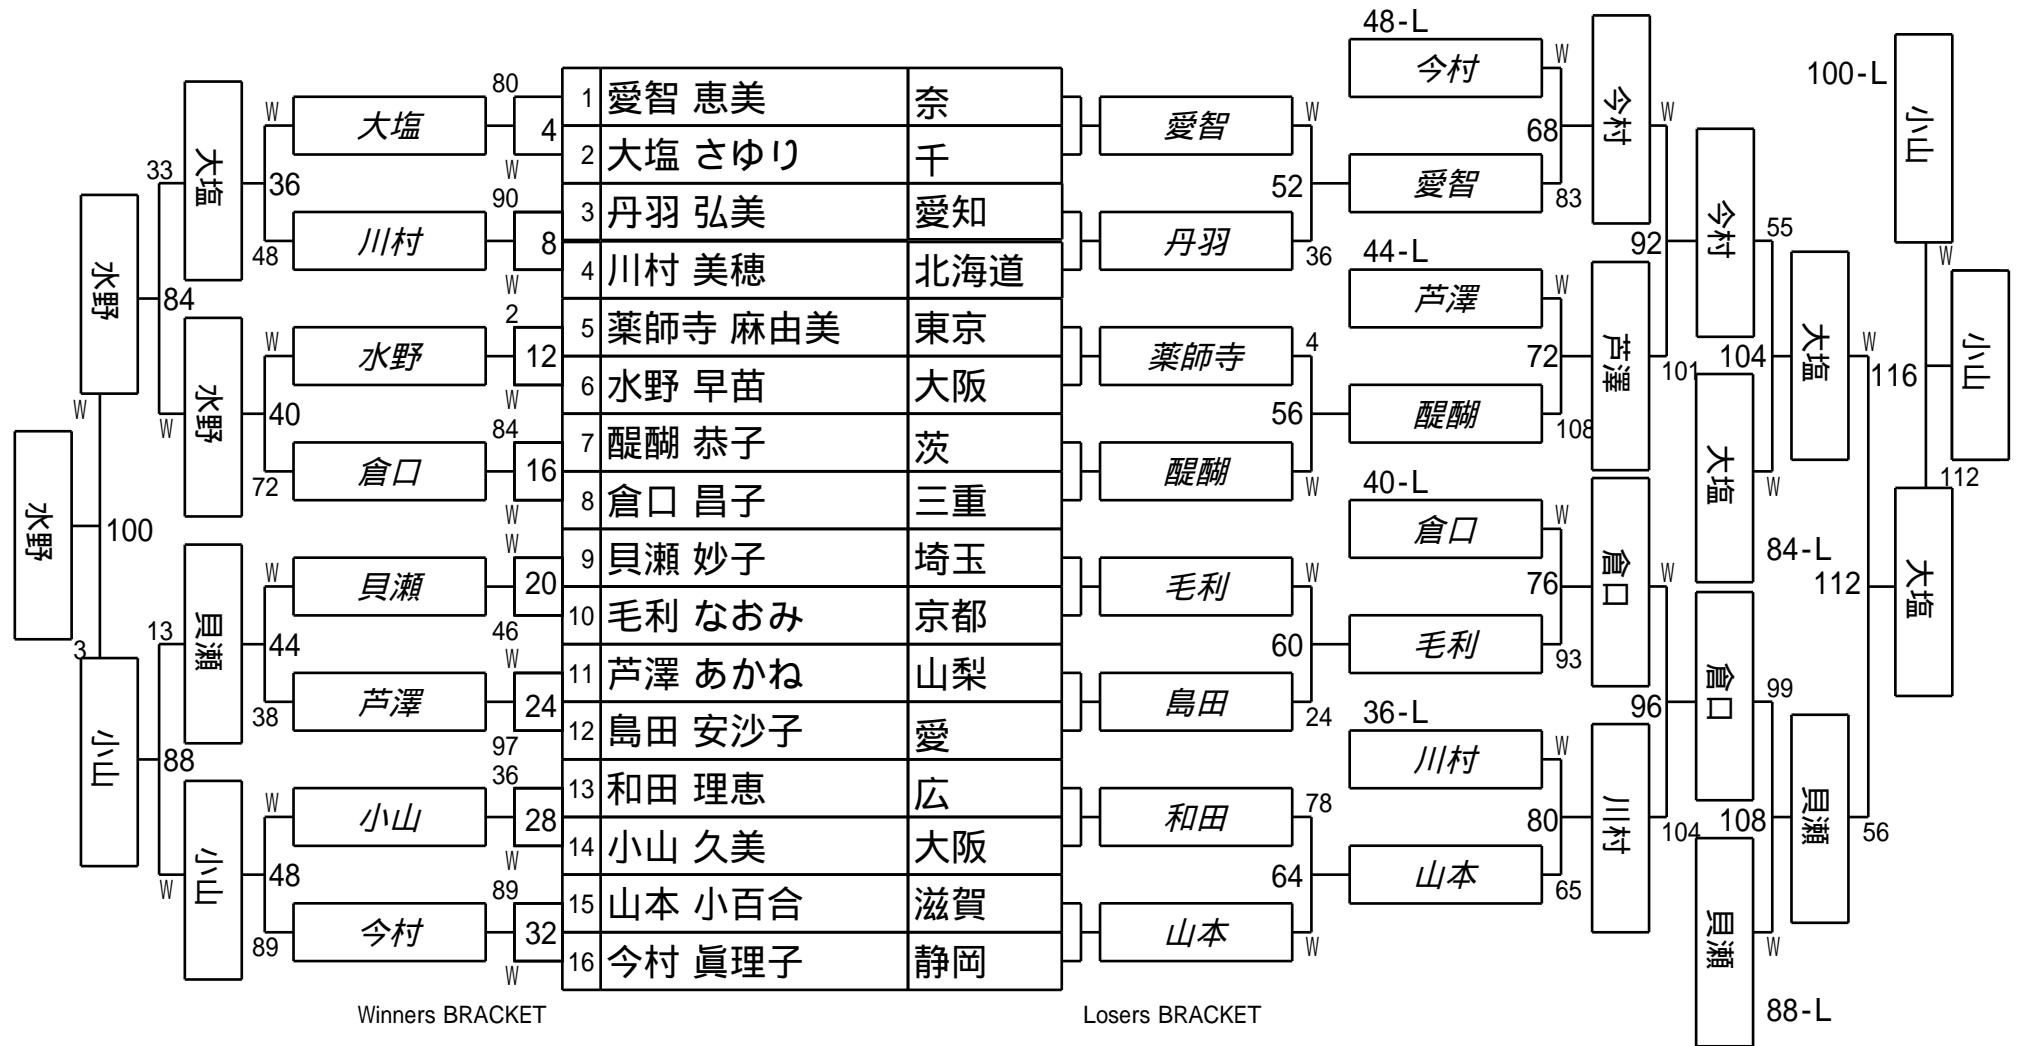 48-L
今村 W
100-L
小山
80
1 愛智 恵美 奈
W 大塩 4 愛智 W
今村 W
68
2 大塩 さゆり 千
W
大塩 33 36
52 愛智 83
90
3 丹羽 弘美 愛知
48 川村 8 丹羽 36
44-L
92 今村 55
4 川村 美穂 北海道
W
水野 84
芦澤 W
W 小山
2
5 薬師寺 麻由美 東京
W 水野 12 薬師寺 4
72 芦澤 101 104 大塩 W 116
6 水野 早苗 大阪
W
W 水野 40
56 醍醐 108
84
7 醍醐 恭子 茨
72 倉口 16 醍醐 W
40-L
大塩 W
112
8 倉口 昌子 三重
W
水野 100
倉口 W
84-L
W
9 貝瀬 妙子 埼玉
W 貝瀬 20 毛利 W
76 倉口 W
112 大塩
10 毛利 なおみ 京都
46
3 13 貝瀬 44
60 毛利 93
W
11 芦澤 あかね 山梨
38 芦澤 24 島田 24
36-L
96 倉口 99
12 島田 安沙子 愛
97
小山 88
川村 W
36
13 和田 理恵 広
W 小山 28 和田 78
80 川村 104 108 貝瀬 56
14 小山 久美 大阪
W
W 小山 48
64 山本 65
89
15 山本 小百合 滋賀
89 今村 32 山本 W
貝瀬 W
16 今村 眞理子 静岡
W
Winners BRACKET
Losers BRACKET
88-L